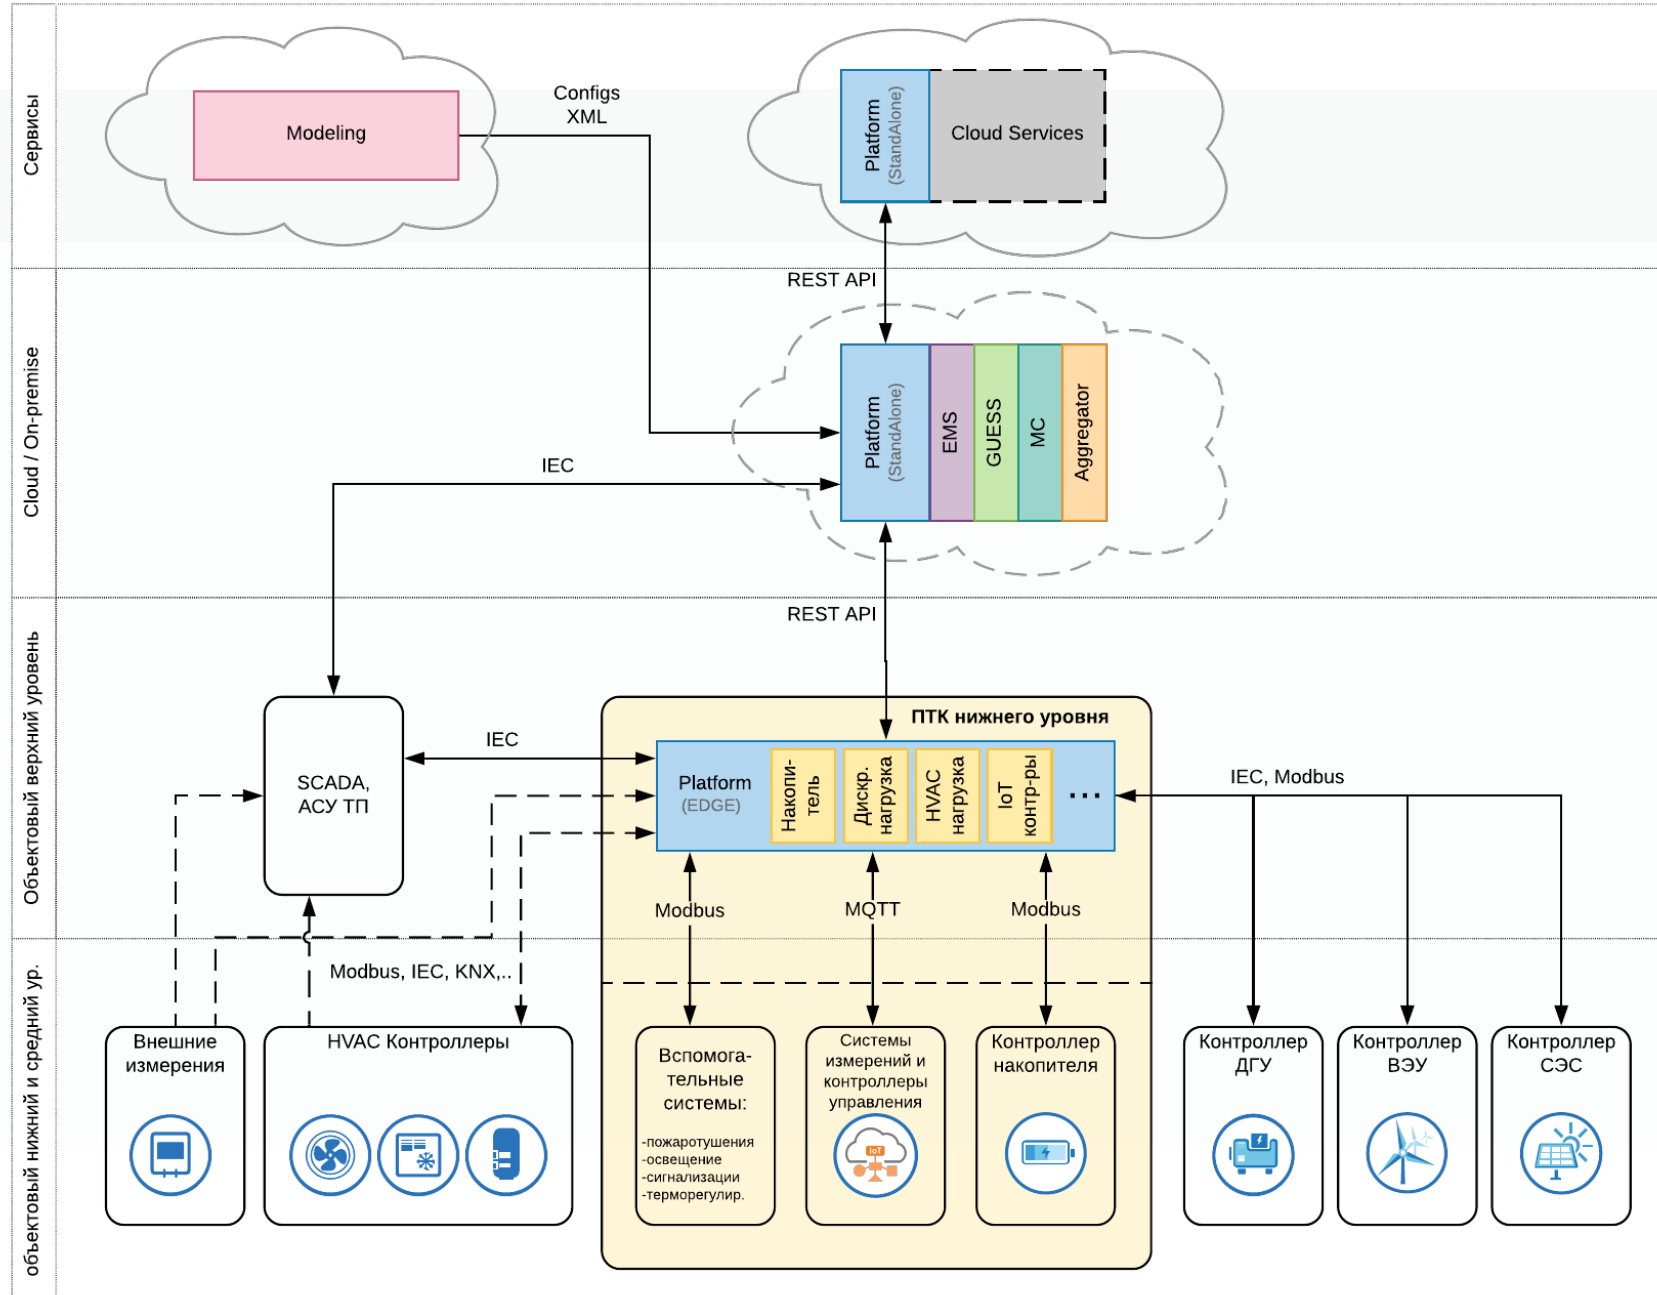 Сервисы
Modeling
Configs
XML
Platform
(StandAlone)
Cloud Services
REST API
Cloud / On-premise
Platform
(StandAlone)
EMS
GUESS
MC
Aggregator
IEC
REST API
Объектовый верхний уровень
SCADA,
АСУ ТП
IEC
ПТК нижнего уровня
Platform
(EDGE)
Накопи-
тель
Дискр.
нагрузка
HVAC
нагрузка
IoT
контр-ры
...
IEC, Modbus
Modbus
MQTT
Modbus
объектовый нижний и средний ур.
Modbus, IEC, KNX,..
Внешние
измерения
HVAC Контроллеры
Вспомога-
тельные
системы:
-пожаротушения
-освещение
-сигнализации
-терморегулир.
Системы
измерений и
контроллеры
управления
IoT
Контроллер
накопителя
Контроллер
ДГУ
Контроллер
ВЭУ
Контроллер
СЭС